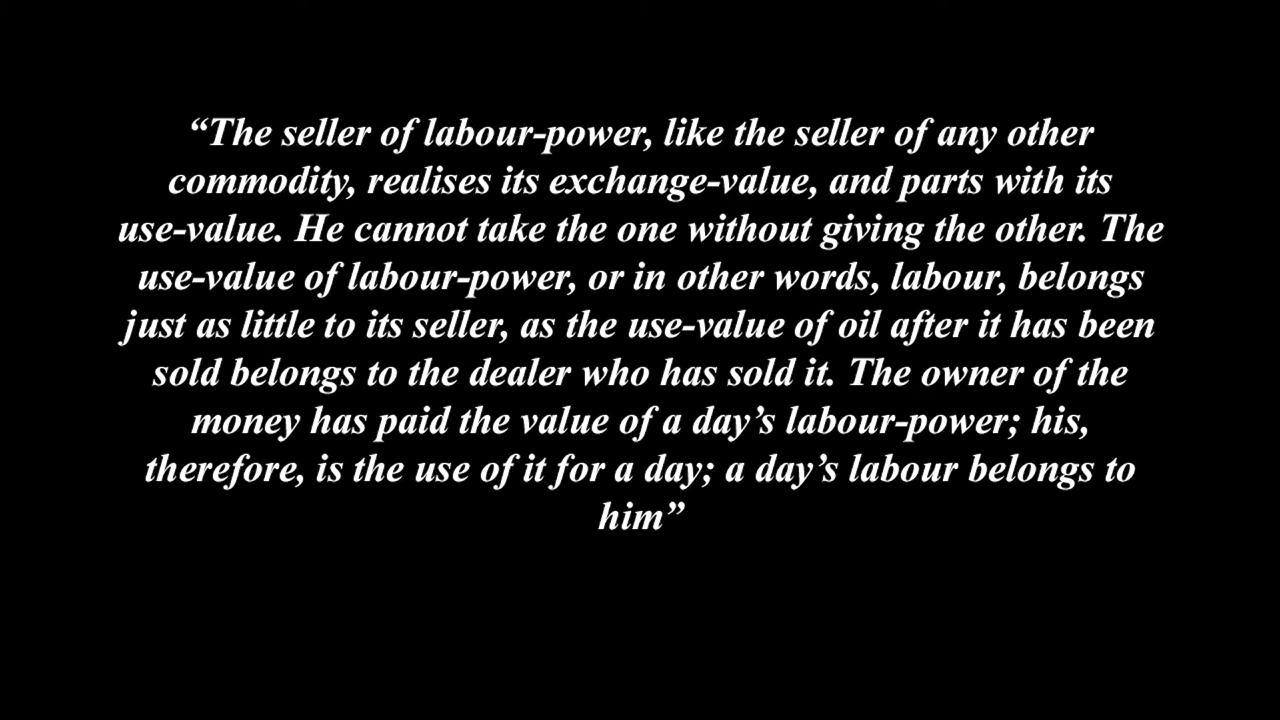 “The seller of labour-power, like the seller of any other
commodity, realises its exchange-value, and parts with its
use-value. He cannot take the one without giving the other. The
use-value of labour-power, or in other words, labour, belongs
just as little to its seller, as the use-value of oil after it has been
sold belongs to the dealer who has sold it. The owner of the
money has paid the value of a day’s labour-power; his,
therefore, is the use of it for a day; a day’s labour belongs to
him”